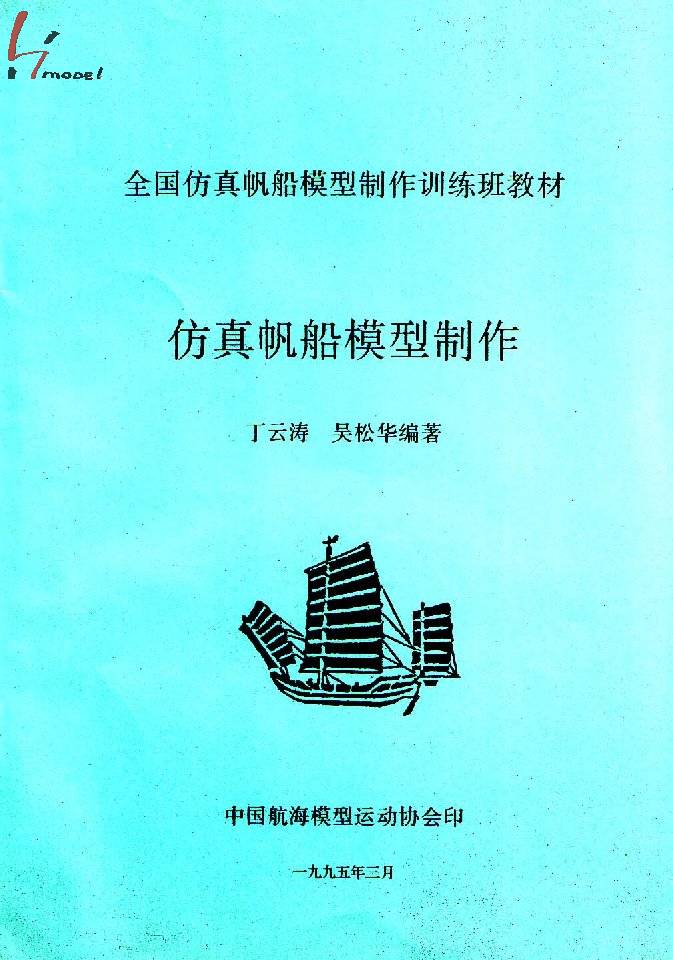 model
全国仿真帆船模型制作训练班教材
仿真帆船模型制作
丁云涛 吴松华编著
中国航海模型运动协会印
一九九五年三月